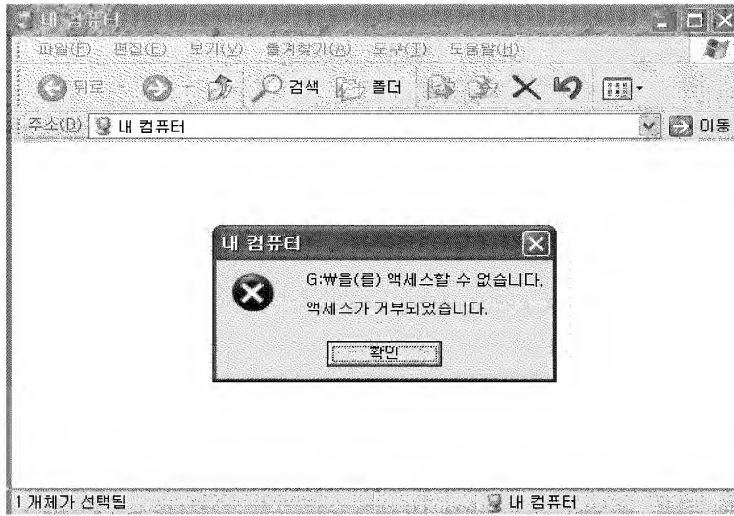 내 컴퓨터
파일(F) 편집(E) 보기(V) 즐겨찾기(A) 도구(T) 도움말(H)
뒤로 검색 폴더
주소(D) 내 컴퓨터 이동
내 컴퓨터
G:₩을(를) 액세스할 수 없습니다.
액세스가 거부되었습니다.
확인
1 개체가 선택됨 내 컴퓨터